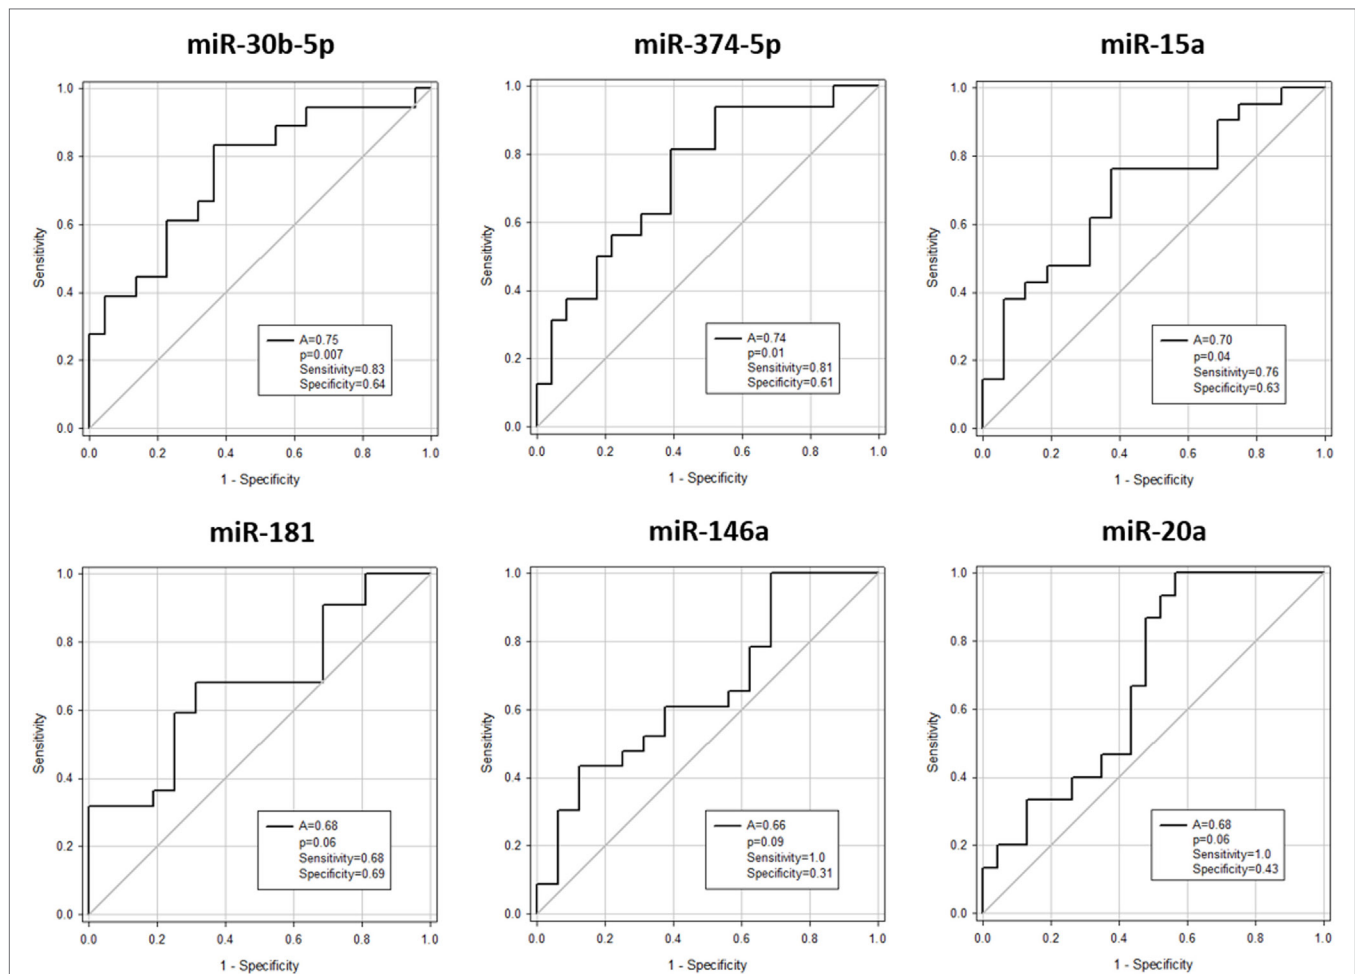 miR-30b-5p
1.0
0.8
0.6
0.4
0.2
0.0
Sensitivity
A=0.75
p=0.007
Sensitivity=0.83
Specificity=0.64
0.0 0.2 0.4 0.6 0.8 1.0
1 - Specificity
miR-374-5p
1.0
0.8
0.6
0.4
0.2
0.0
Sensitivity
A=0.74
p=0.01
Sensitivity=0.81
Specificity=0.61
0.0 0.2 0.4 0.6 0.8 1.0
1 - Specificity
miR-15a
1.0
0.8
0.6
0.4
0.2
0.0
Sensitivity
A=0.70
p=0.04
Sensitivity=0.76
Specificity=0.63
0.0 0.2 0.4 0.6 0.8 1.0
1 - Specificity
miR-181
1.0
0.8
0.6
0.4
0.2
0.0
Sensitivity
A=0.68
p=0.06
Sensitivity=0.68
Specificity=0.69
0.0 0.2 0.4 0.6 0.8 1.0
1 - Specificity
miR-146a
1.0
0.8
0.6
0.4
0.2
0.0
Sensitivity
A=0.66
p=0.09
Sensitivity=1.0
Specificity=0.31
0.0 0.2 0.4 0.6 0.8 1.0
1 - Specificity
miR-20a
1.0
0.8
0.6
0.4
0.2
0.0
Sensitivity
A=0.68
p=0.06
Sensitivity=1.0
Specificity=0.43
0.0 0.2 0.4 0.6 0.8 1.0
1 - Specificity